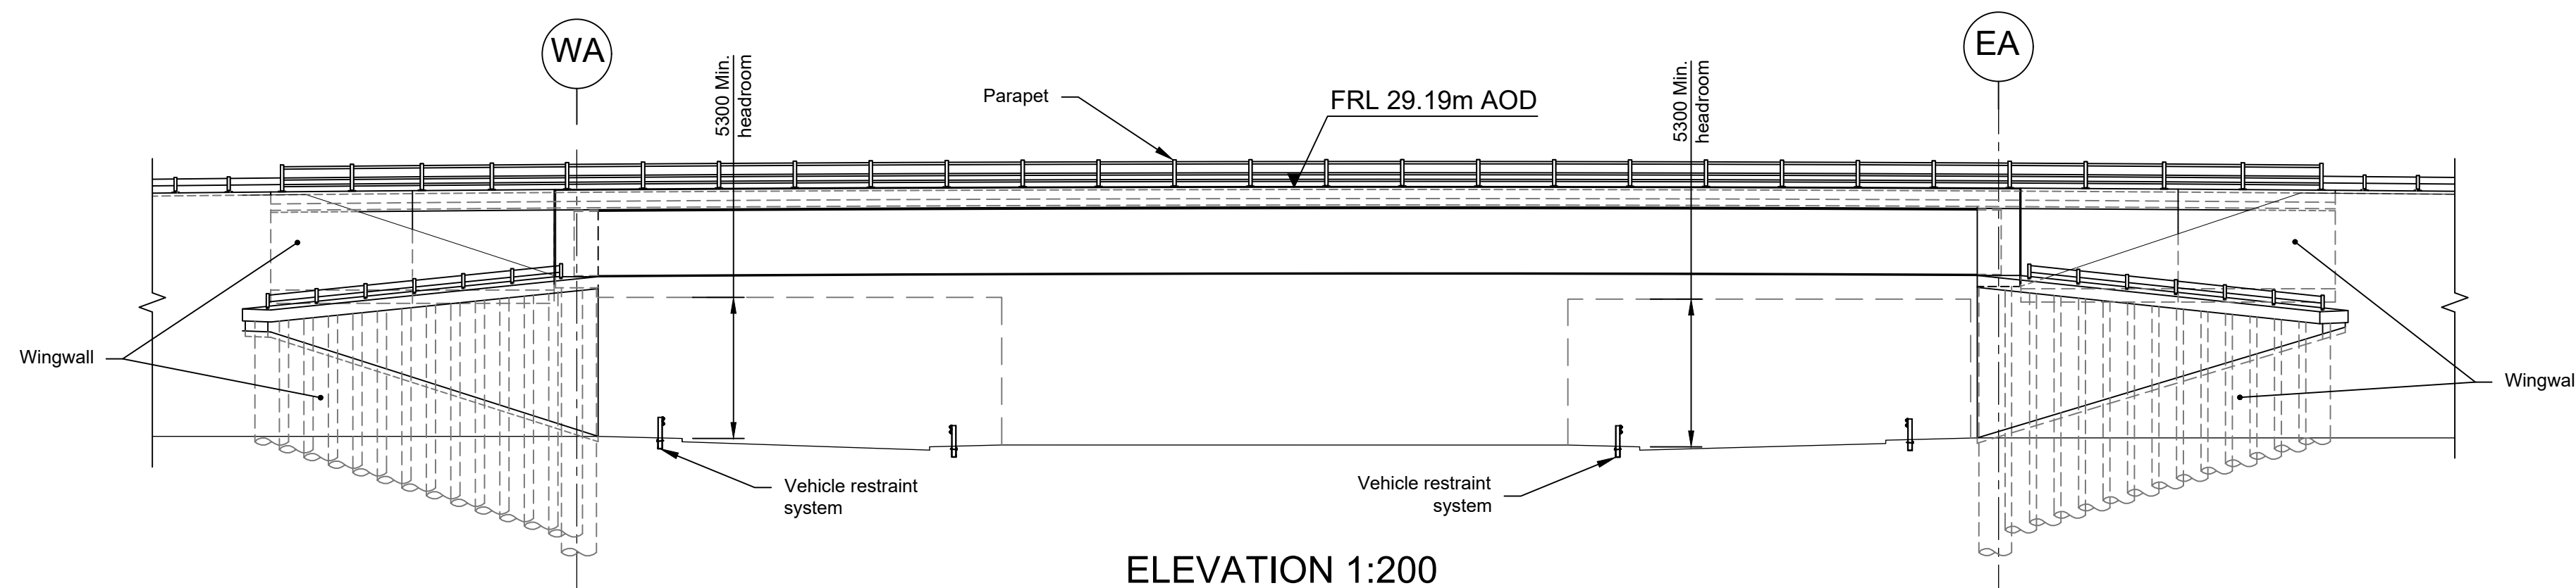 WA
EA
5300 Min.
headroom
Parapet
FRL 29.19m AOD
5300 Min.
headroom
Wingwall
Wingwal
Vehicle restraint
system
Vehicle restraint
system
ELEVATION 1:200